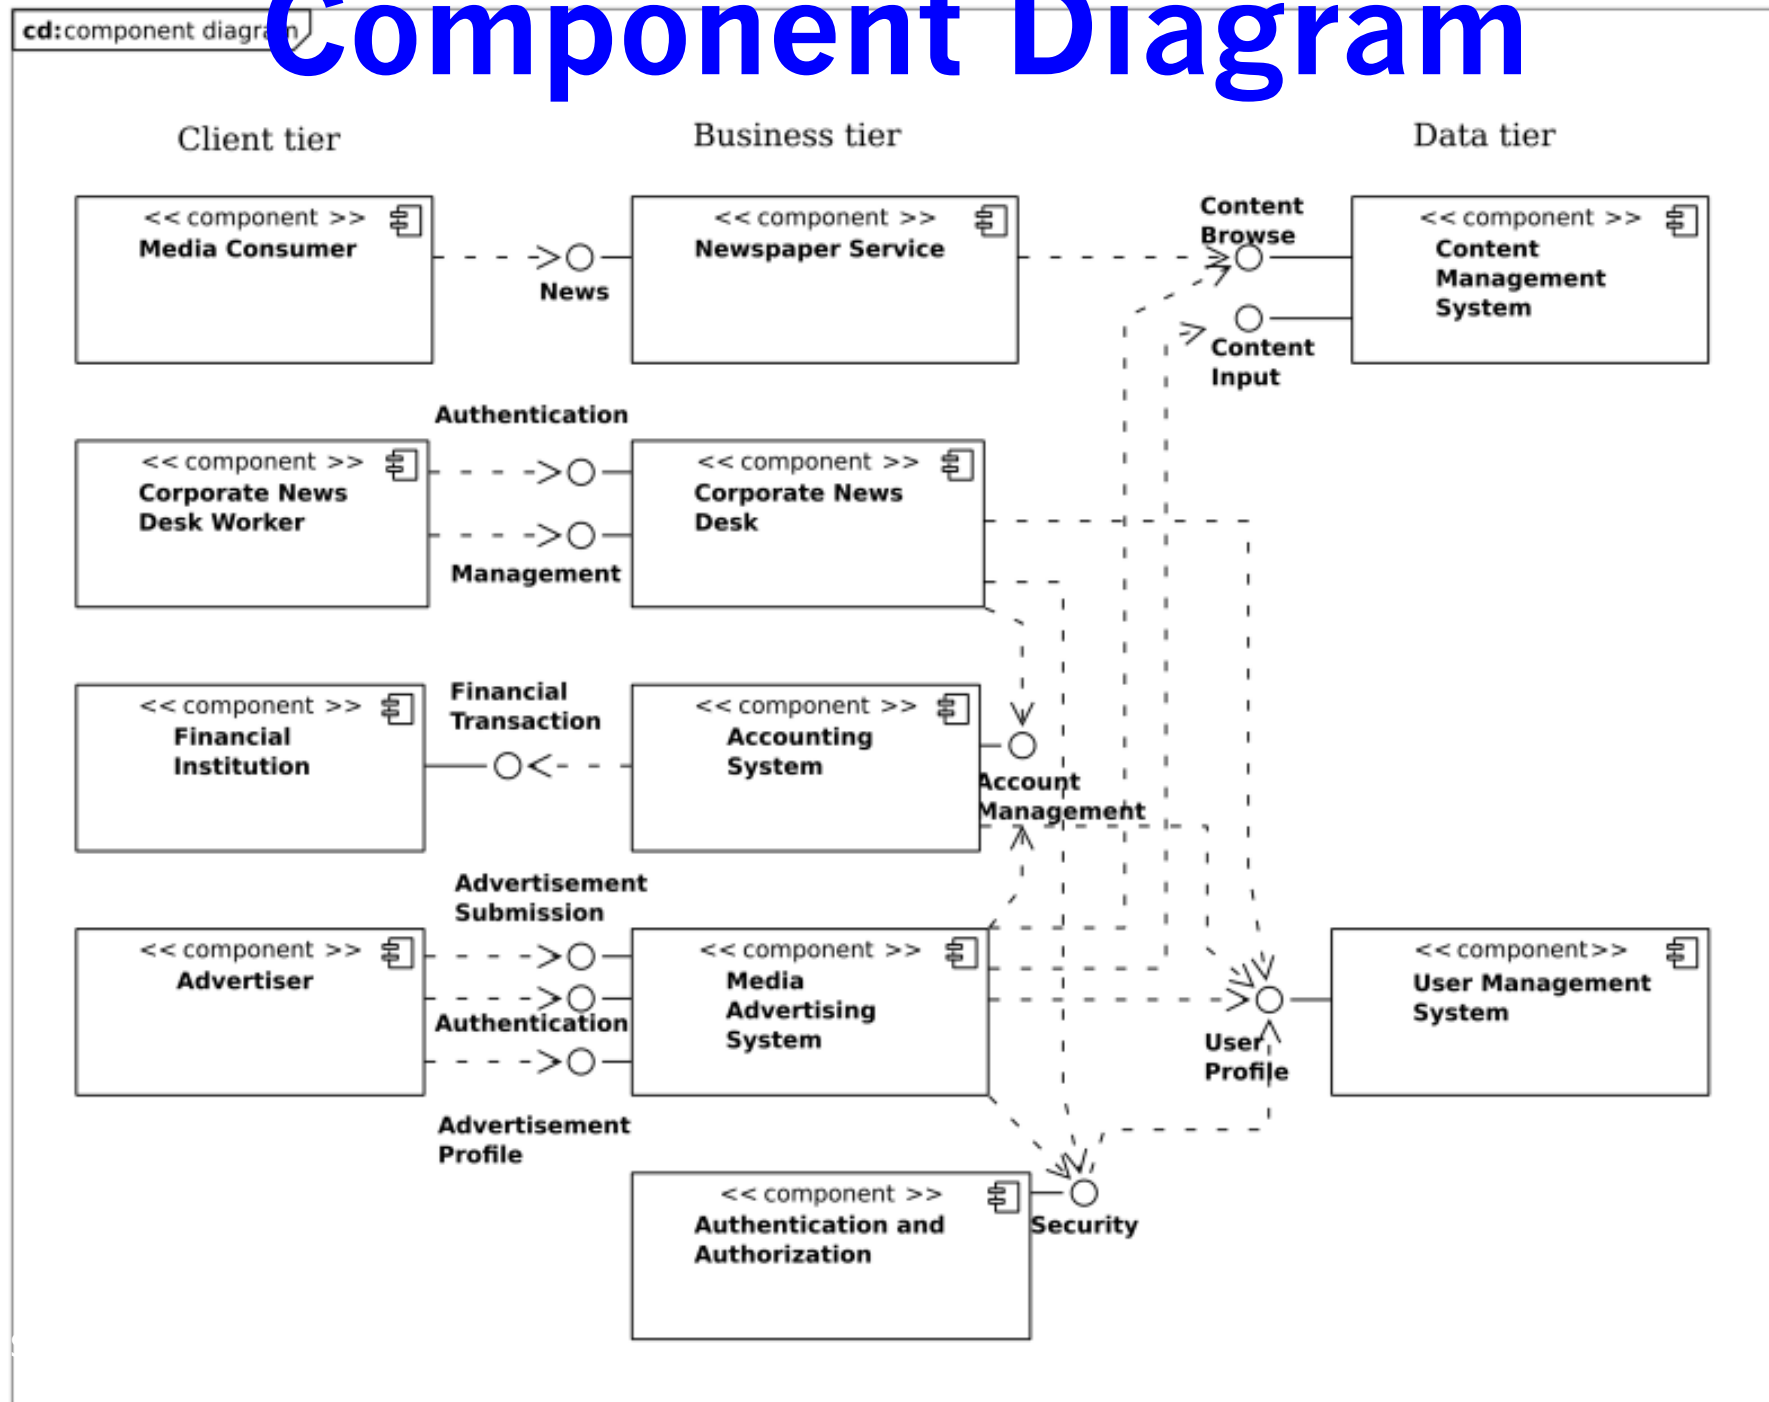 Component Diagram
cd:component diagram
Client tier
Business tier
Data tier
<< component >>
Media Consumer
News
<< component >>
Newspaper Service
Content
Browse
Content
Input
<< component >>
Content
Management
System
Authentication
<< component >>
Corporate News
Desk Worker
Management
<< component >>
Corporate News
Desk
<< component >>
Financial
Institution
Financial
Transaction
<< component >>
Accounting
System
Account
Management
Advertisement
Submission
<< component >>
Advertiser
Authentication
Advertisement
Profile
<< component >>
Media
Advertising
System
User
Profile
<< component>>
User Management
System
<< component >>
Authentication and
Authorization
Security